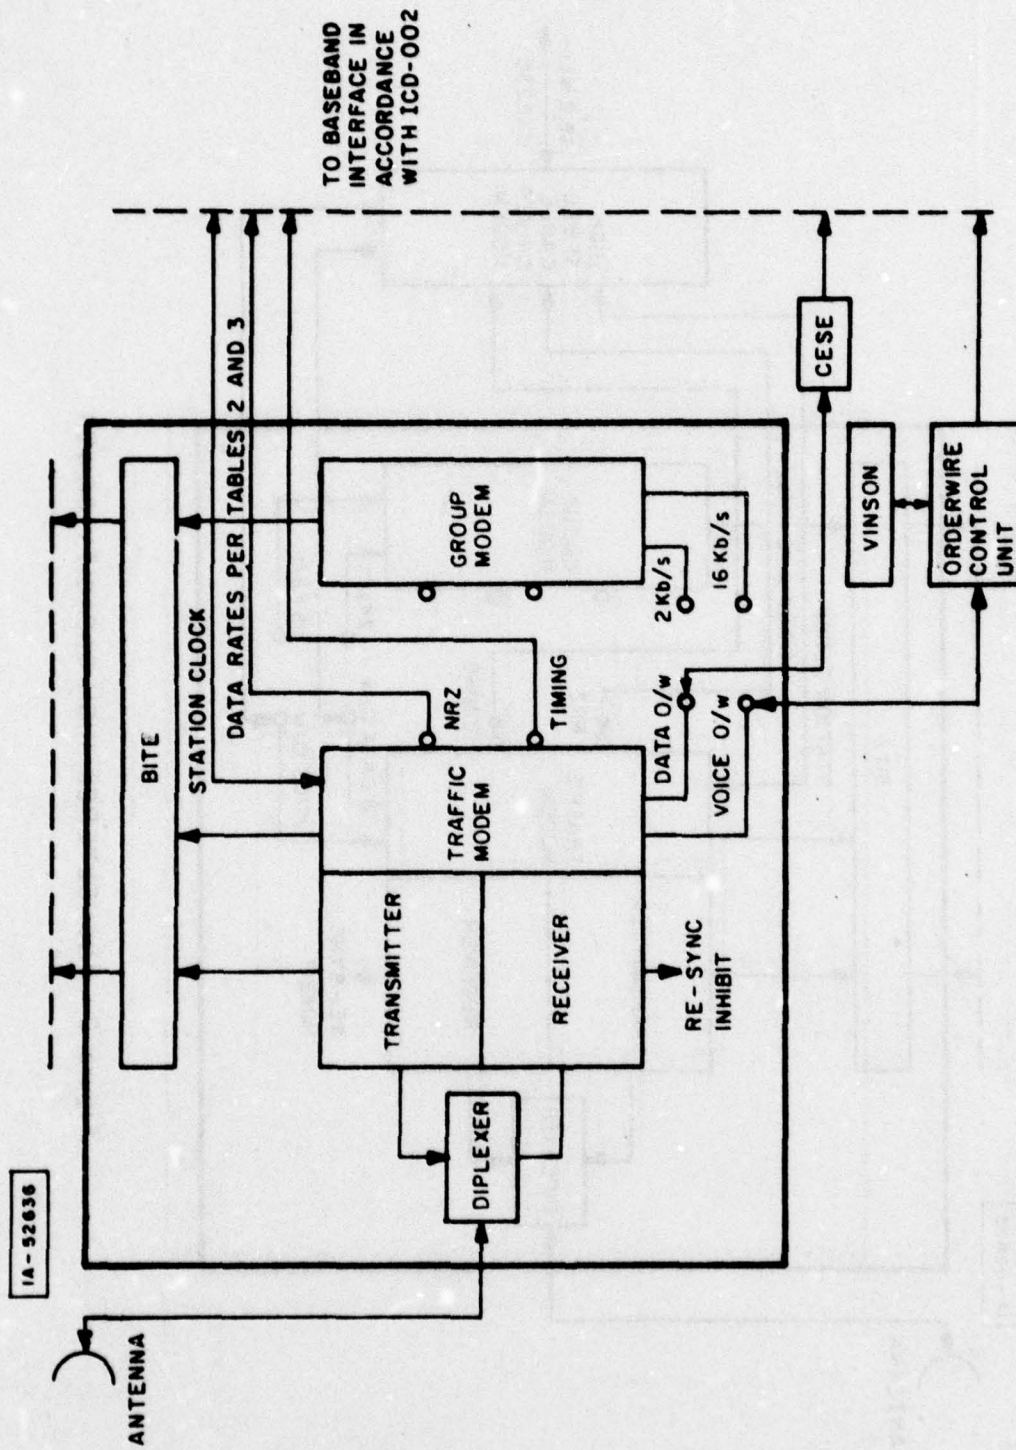 IA-52636
ANTENNA
BITE
STATION CLOCK
DATA RATES PER TABLES 2 AND 3
TO BASEBAND
INTERFACE IN
ACCORDANCE
WITH ICD-002
DIPLEXER
TRANSMITTER
RECEIVER
TRAFFIC
MODEM
NRZ
TIMING
GROUP
MODEM
DATA O/W
VOICE O/W
2 Kb/s
16 Kb/s
RE-SYNC
INHIBIT
CESE
VINSON
ORDERWIRE
CONTROL
UNIT